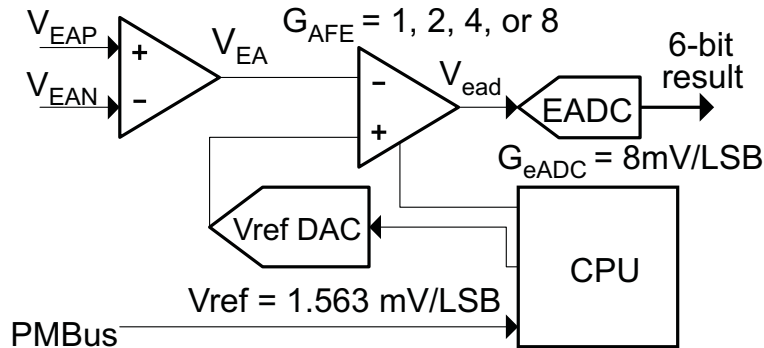 V_EAP
+
V_EA
G_AFE = 1, 2, 4, or 8
6-bit
result
V_EAN
−
−
+
V_ead
EADC
G_eADC = 8mV/LSB
Vref DAC
CPU
Vref = 1.563 mV/LSB
PMBus